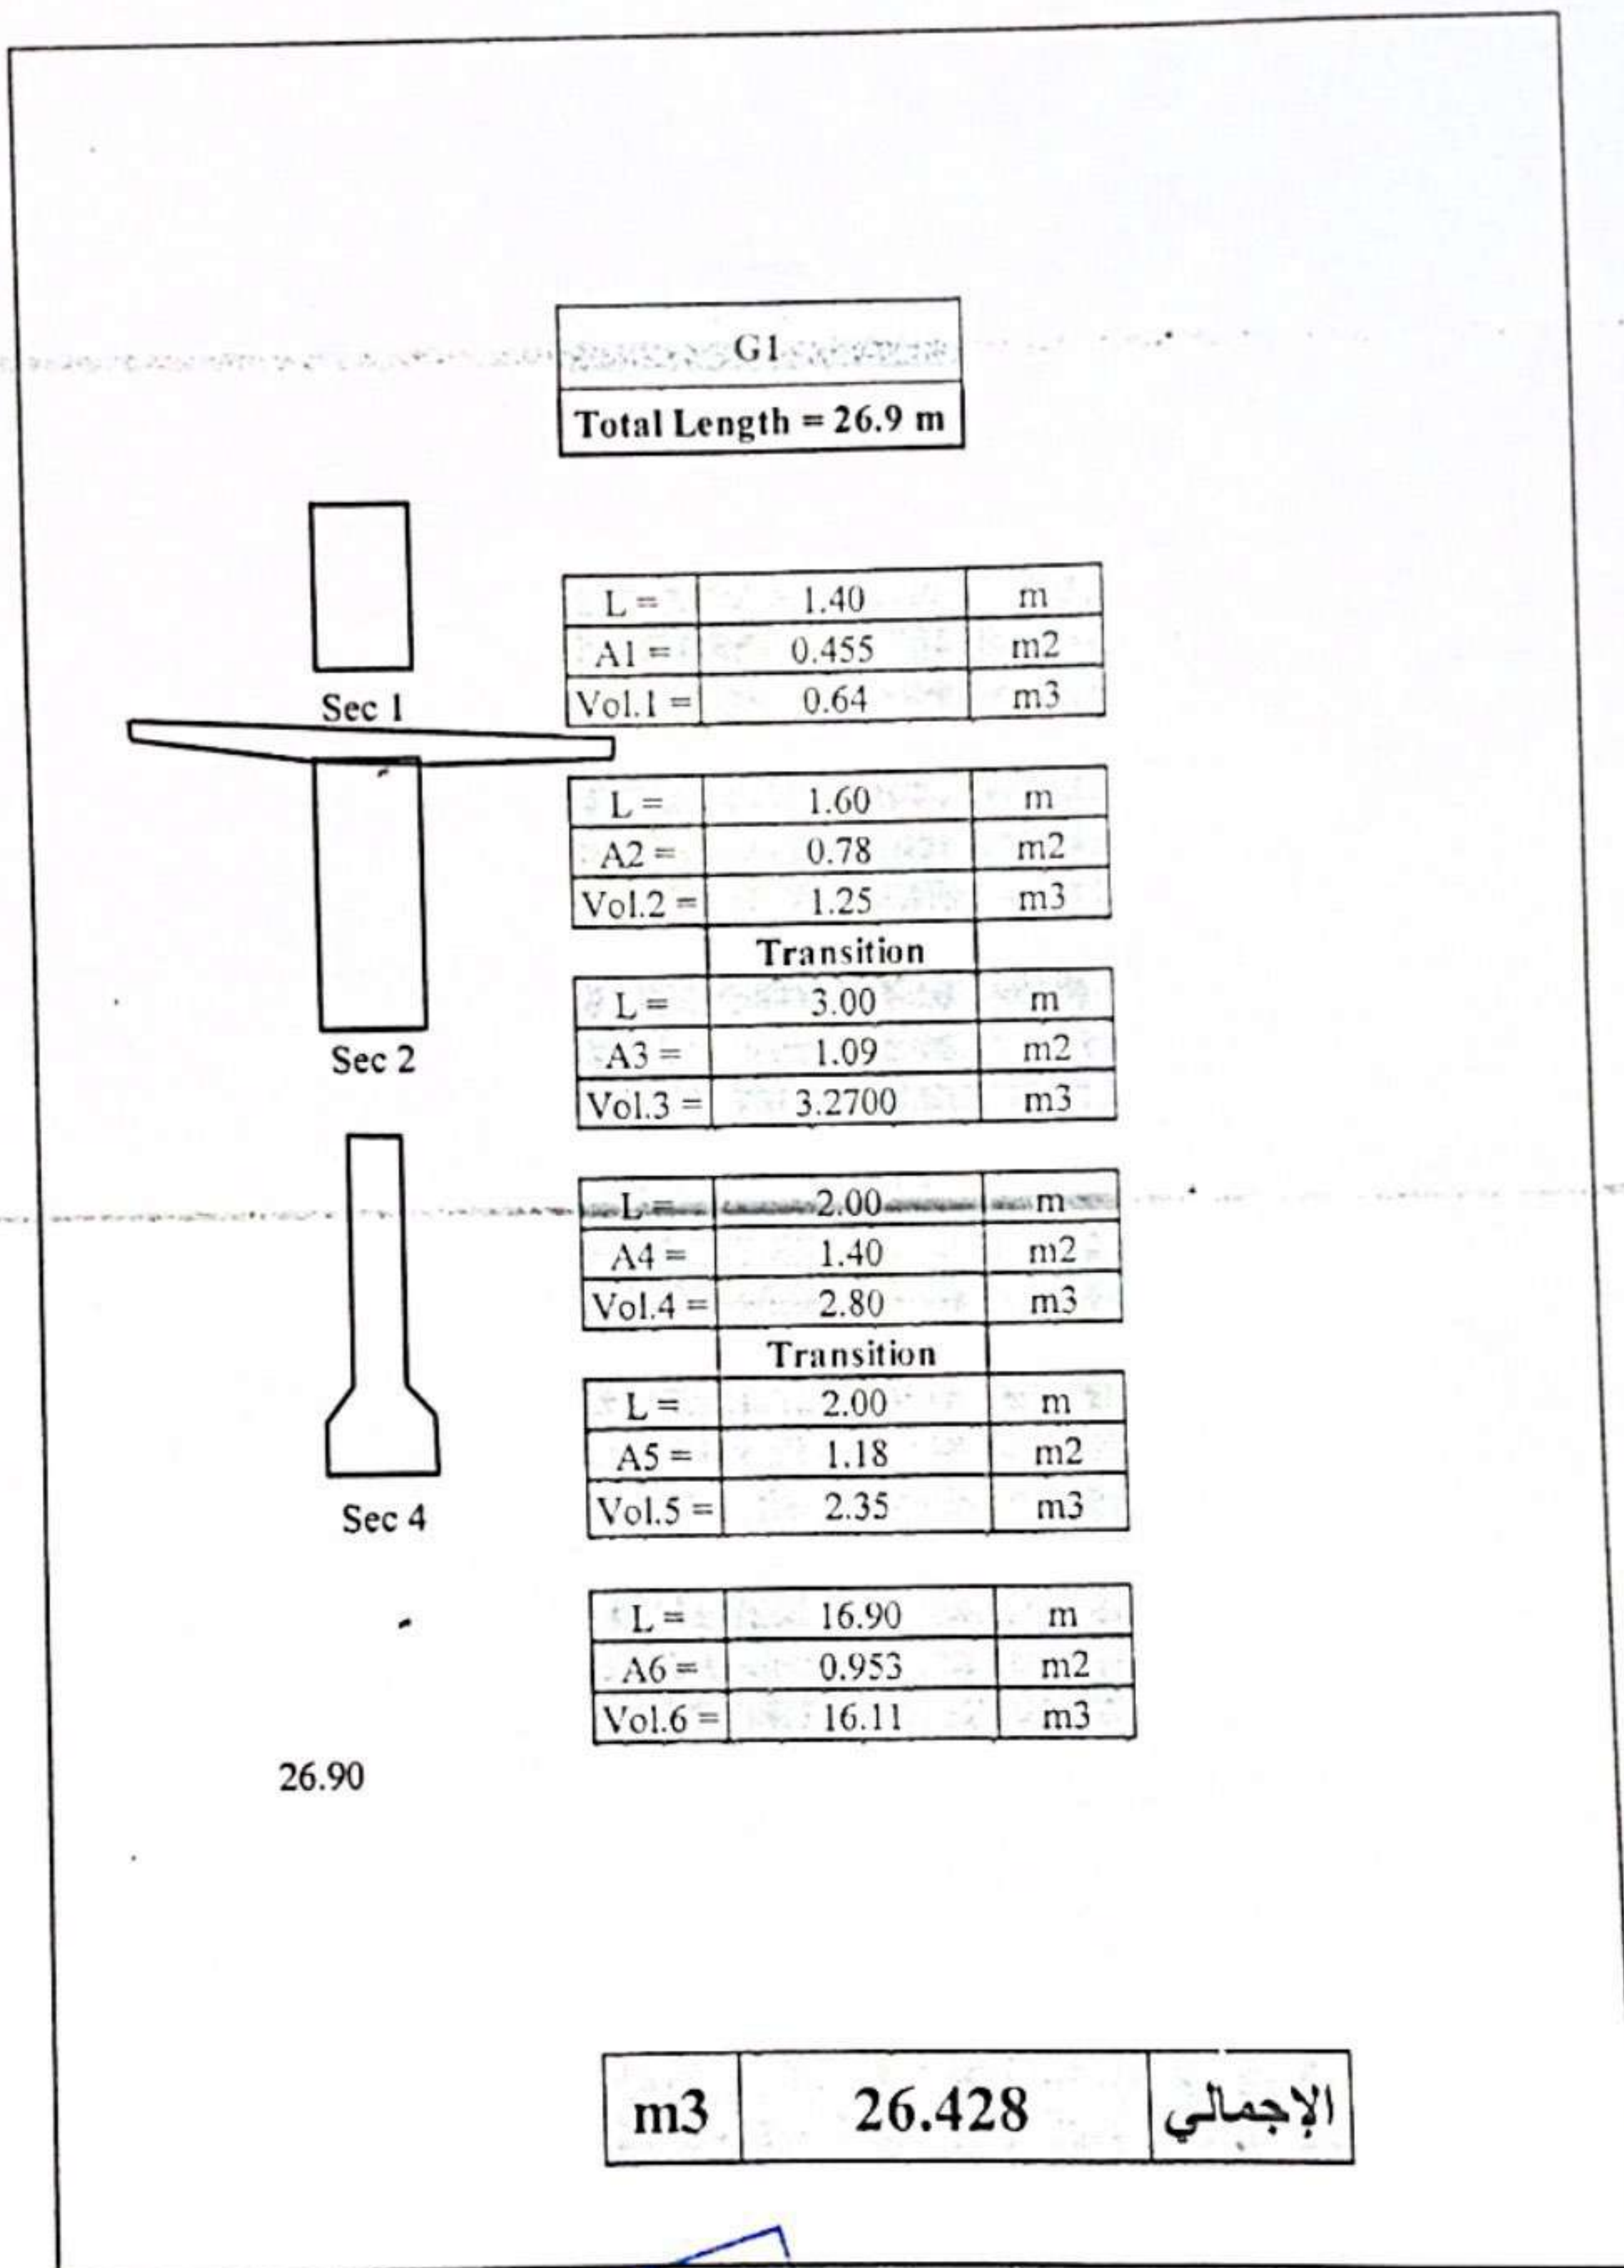 G1
Total Length = 26.9 m
L = 1.40 m
A1 = 0.455 m2
Vol.1 = 0.64 m3
Sec 1
L = 1.60 m
A2 = 0.78 m2
Vol.2 = 1.25 m3
Transition
L = 3.00 m
A3 = 1.09 m2
Vol.3 = 3.2700 m3
Sec 2
L = 2.00 m
A4 = 1.40 m2
Vol.4 = 2.80 m3
Transition
L = 2.00 m
A5 = 1.18 m2
Vol.5 = 2.35 m3
Sec 4
L = 16.90 m
A6 = 0.953 m2
Vol.6 = 16.11 m3
26.90
m3 26.428 الإجمالي